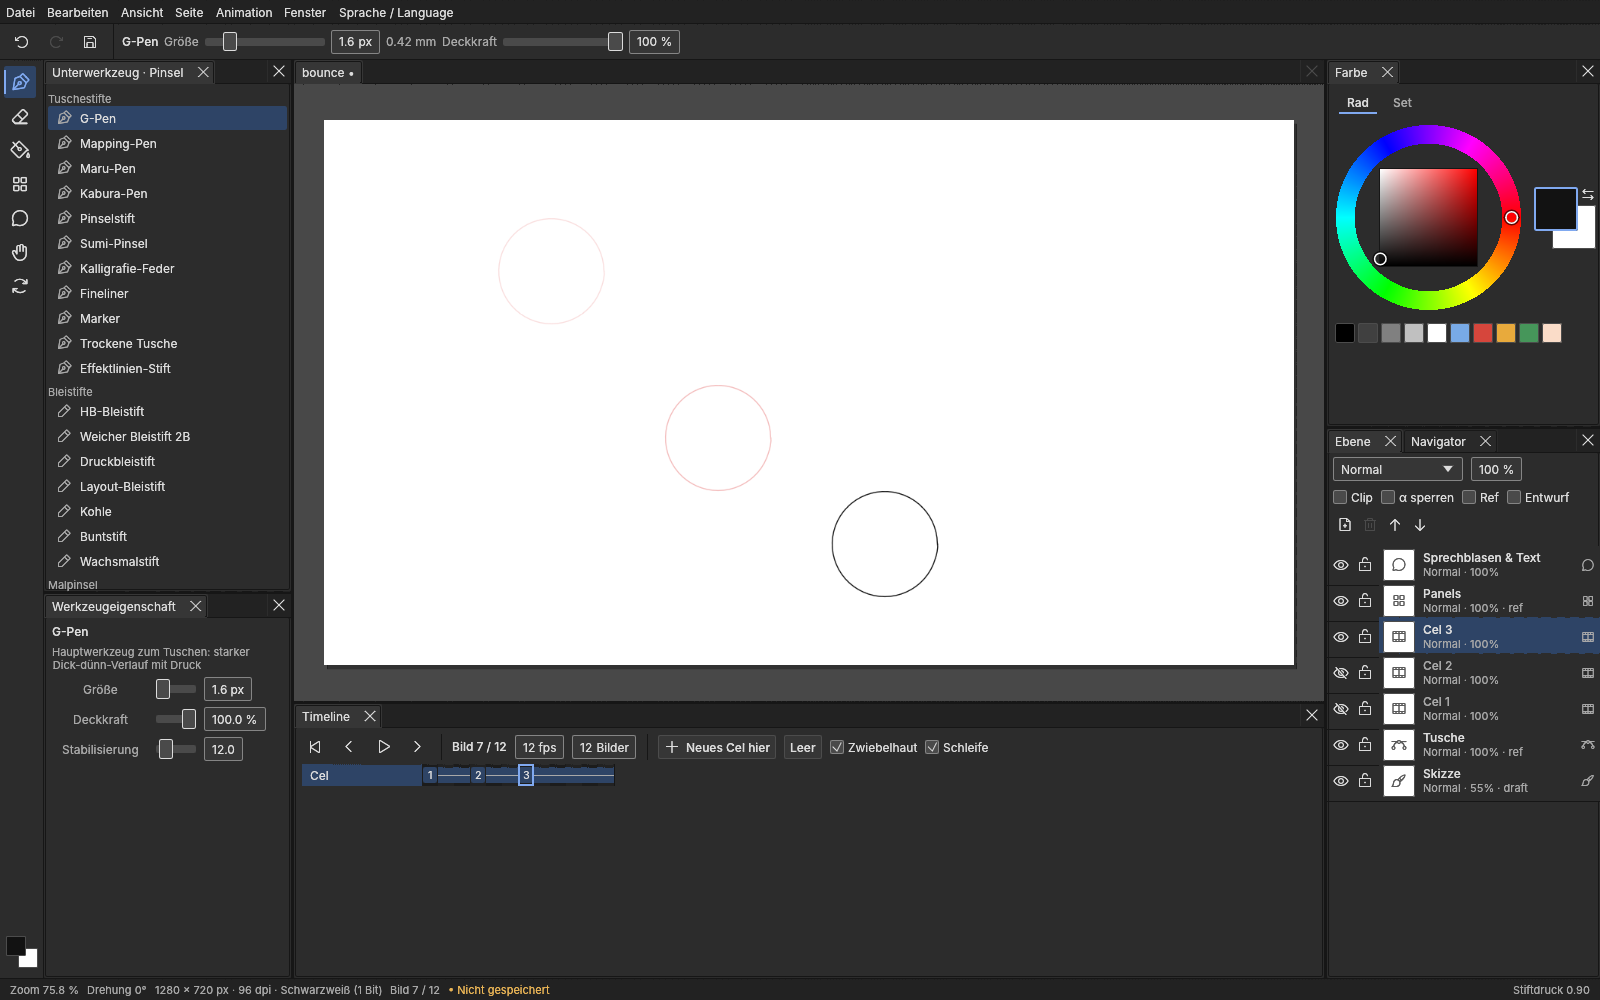 Datei Bearbeiten Ansicht Seite Animation Fenster Sprache / Language
G-Pen Größe 1.6 px 0.42 mm Deckkraft 100 %
Unterwerkzeug · Pinsel
Tuschestifte
G-Pen
Mapping-Pen
Maru-Pen
Kabura-Pen
Pinselstift
Sumi-Pinsel
Kalligrafie-Feder
Fineliner
Marker
Trockene Tusche
Effektlinien-Stift
Bleistifte
HB-Bleistift
Weicher Bleistift 2B
Druckbleistift
Layout-Bleistift
Kohle
Buntstift
Wachsmalstift
Malpinsel
Werkzeugeigenschaft
G-Pen
Hauptwerkzeug zum Tuschen: starker
Dick-dünn-Verlauf mit Druck
Größe 1.6 px
Deckkraft 100.0 %
Stabilisierung 12.0
bounce •
Timeline
Bild 7 / 12 12 fps 12 Bilder Neues Cel hier Leer Zwiebelhaut Schleife
Cel 1 2 3
Farbe
Rad Set
Ebene Navigator
Normal 100 %
Clip α sperren Ref Entwurf
Sprechblasen & Text
Normal · 100%
Panels
Normal · 100% · ref
Cel 3
Normal · 100%
Cel 2
Normal · 100%
Cel 1
Normal · 100%
Tusche
Normal · 100% · ref
Skizze
Normal · 55% · draft
Zoom 75.8 % Drehung 0° 1280 × 720 px · 96 dpi · Schwarzweiß (1 Bit) Bild 7 / 12 • Nicht gespeichert Stiftdruck 0.90